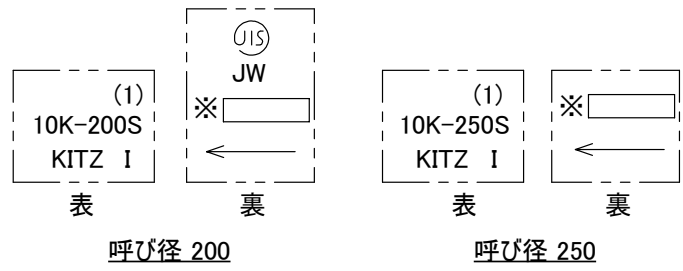 (1)
10K-200S
KITZ I
表
JIS
JW
※
裏
呼び径 200
(1)
10K-250S
KITZ I
表
※
裏
呼び径 250